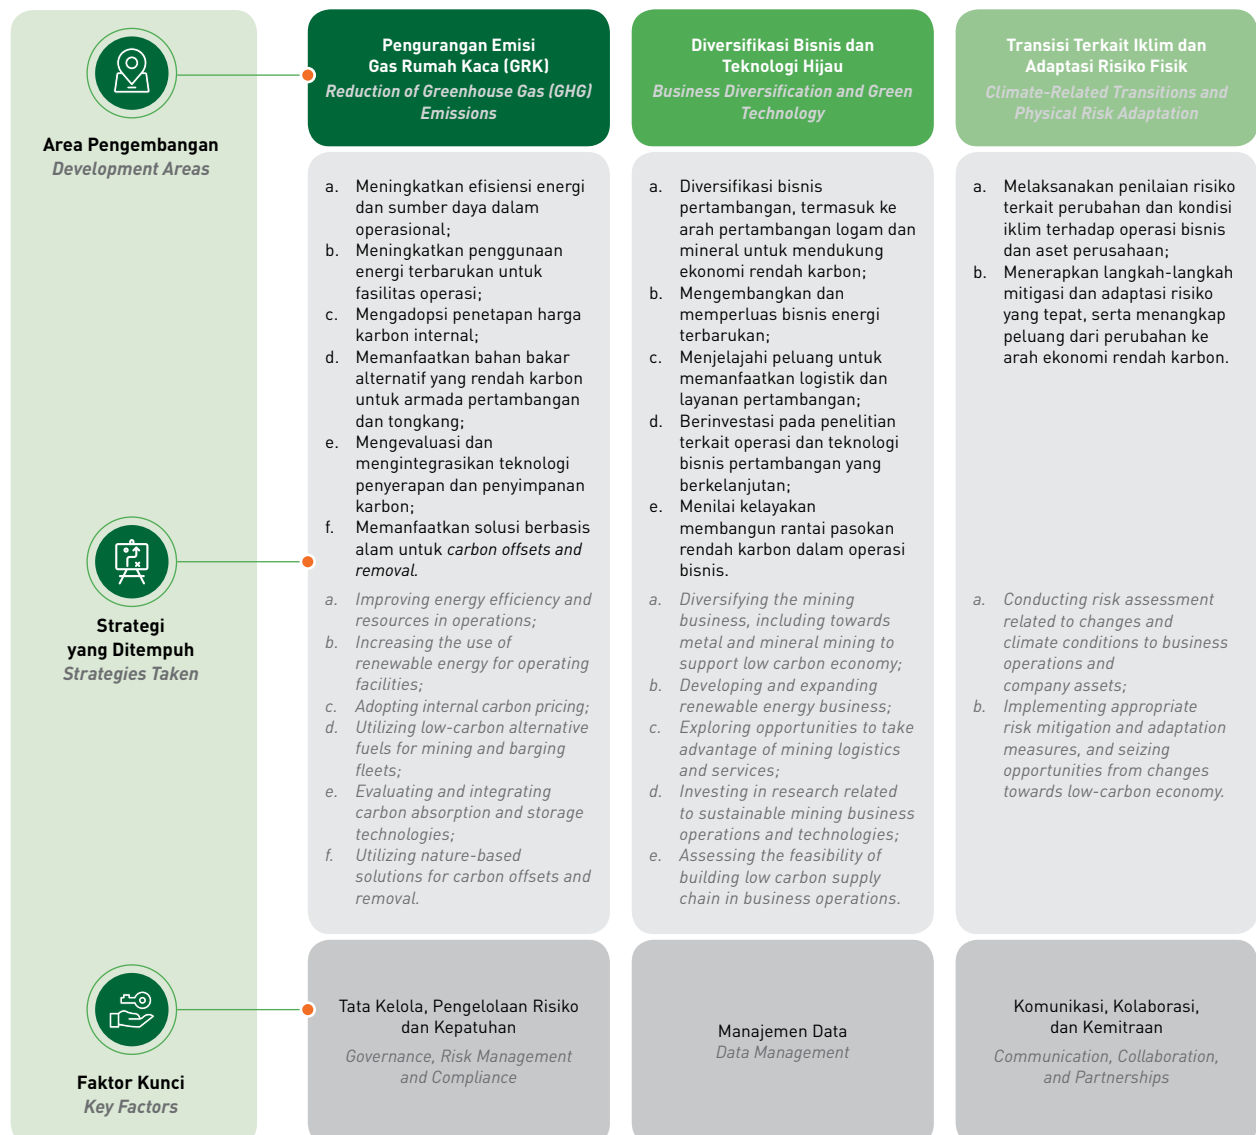 Area Pengembangan
Development Areas
Pengurangan Emisi
Gas Rumah Kaca (GRK)
Reduction of Greenhouse Gas (GHG)
Emissions
Diversifikasi Bisnis dan
Teknologi Hijau
Business Diversification and Green
Technology
Transisi Terkait Iklim dan
Adaptasi Risiko Fisik
Climate-Related Transitions and
Physical Risk Adaptation
Strategi
yang Ditempuh
Strategies Taken
a. Meningkatkan efisiensi energi
dan sumber daya dalam
operasional;
b. Meningkatkan penggunaan
energi terbarukan untuk
fasilitas operasi;
c. Mengadopsi penetapan harga
karbon internal;
d. Memanfaatkan bahan bakar
alternatif yang rendah karbon
untuk armada pertambangan
dan tongkang;
e. Mengevaluasi dan
mengintegrasikan teknologi
penyerapan dan penyimpanan
karbon;
f. Memanfaatkan solusi berbasis
alam untuk carbon offsets and
removal.
a. Improving energy efficiency and
resources in operations;
b. Increasing the use of
renewable energy for operating
facilities;
c. Adopting internal carbon pricing;
d. Utilizing low-carbon alternative
fuels for mining and barging
fleets;
e. Evaluating and integrating
carbon absorption and storage
technologies;
f. Utilizing nature-based
solutions for carbon offsets and
removal.
a. Diversifikasi bisnis
pertambangan, termasuk ke
arah pertambangan logam dan
mineral untuk mendukung
ekonomi rendah karbon;
b. Mengembangkan dan
memperluas bisnis energi
terbarukan;
c. Menjelajahi peluang untuk
memanfaatkan logistik dan
layanan pertambangan;
d. Berinvestasi pada penelitian
terkait operasi dan teknologi
bisnis pertambangan yang
berkelanjutan;
e. Menilai kelayakan
membangun rantai pasokan
rendah karbon dalam operasi
bisnis.
a. Diversifying the mining
business, including towards
metal and mineral mining to
support low carbon economy;
b. Developing and expanding
renewable energy business;
c. Exploring opportunities to take
advantage of mining logistics
and services;
d. Investing in research related
to sustainable mining business
operations and technologies;
e. Assessing the feasibility of
building low carbon supply
chain in business operations.
a. Melaksanakan penilaian risiko
terkait perubahan dan kondisi
iklim terhadap operasi bisnis
dan aset perusahaan;
b. Menerapkan langkah-langkah
mitigasi dan adaptasi risiko
yang tepat, serta menangkap
peluang dari perubahan ke
arah ekonomi rendah karbon.
a. Conducting risk assessment
related to changes and
climate conditions to business
operations and
company assets;
b. Implementing appropriate
risk mitigation and adaptation
measures, and seizing
opportunities from changes
towards low-carbon economy.
Faktor Kunci
Key Factors
Tata Kelola, Pengelolaan Risiko
dan Kepatuhan
Governance, Risk Management
and Compliance
Manajemen Data
Data Management
Komunikasi, Kolaborasi,
dan Kemitraan
Communication, Collaboration,
and Partnerships